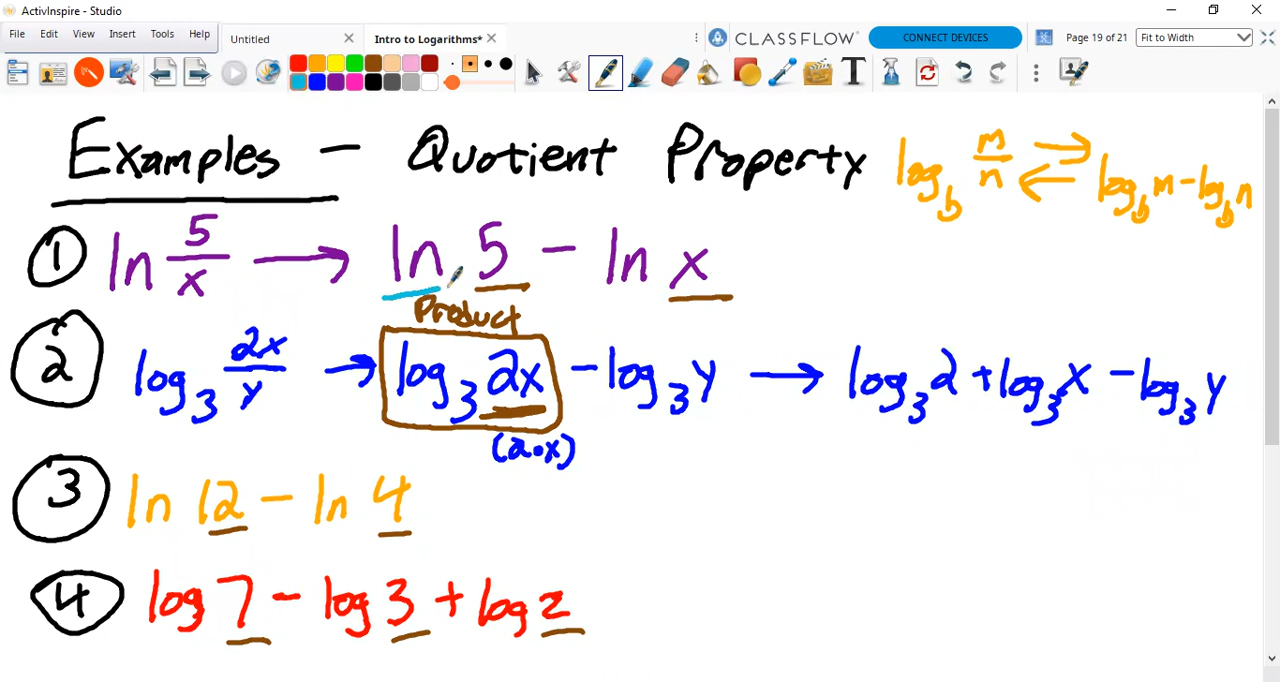 ActivInspire - Studio
File Edit View Insert Tools Help
Untitled
Intro to Logarithms*
CLASSFLOW
CONNECT DEVICES
Page 19 of 21
Fit to Width
T
Examples - Quotient Property
log_b m/n ⇄ log_b m - log_b n
① ln 5/x → ln 5 - ln x
Product
② log_3 2x/y → log_3 2x - log_3 y → log_3 2 + log_3 x - log_3 y
(2•x)
③ ln 12 - ln 4
④ log 7 - log 3 + log z